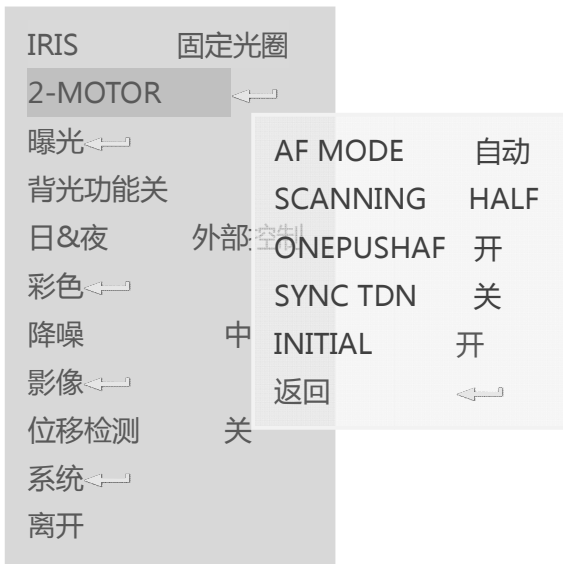 IRIS 固定光圈
2-MOTOR
曝光
背光功能关
日&夜 外部控制
彩色
降噪 中
影像
位移检测 关
系统
离开
AF MODE 自动
SCANNING HALF
ONEPUSHAF 开
SYNC TDN 关
INITIAL 开
返回